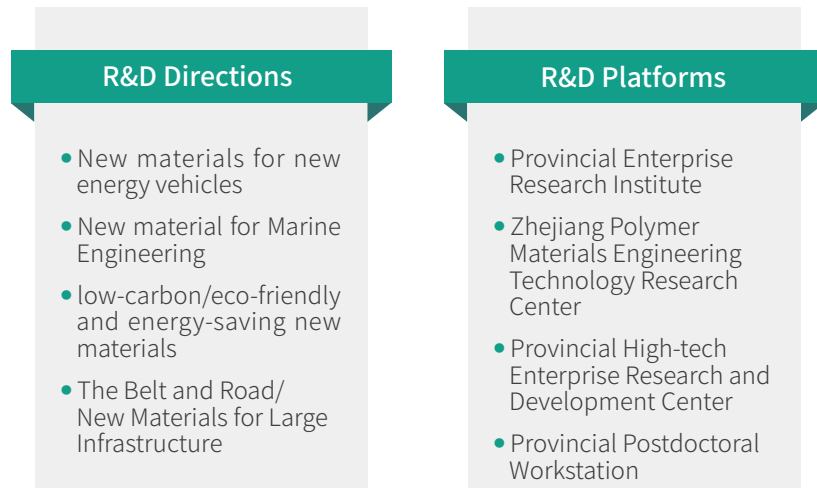 R&D Directions
• New materials for new
energy vehicles
• New material for Marine
Engineering
• low-carbon/eco-friendly
and energy-saving new
materials
• The Belt and Road/
New Materials for Large
Infrastructure
R&D Platforms
• Provincial Enterprise
Research Institute
• Zhejiang Polymer
Materials Engineering
Technology Research
Center
• Provincial High-tech
Enterprise Research and
Development Center
• Provincial Postdoctoral
Workstation